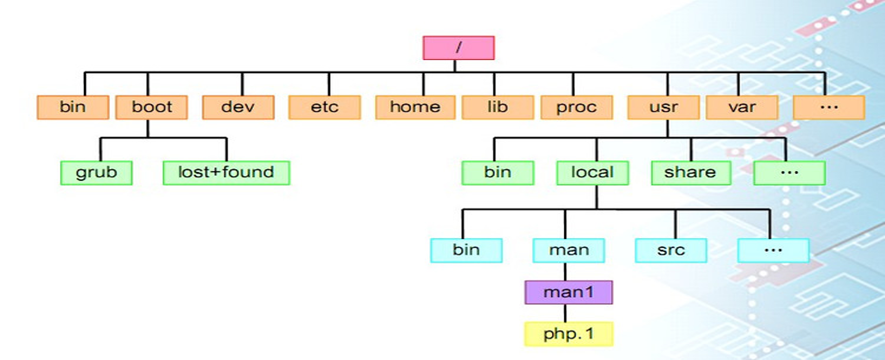 /
bin boot dev etc home lib proc usr var ...
grub lost+found bin local share ...
bin man src ...
man1
php.1